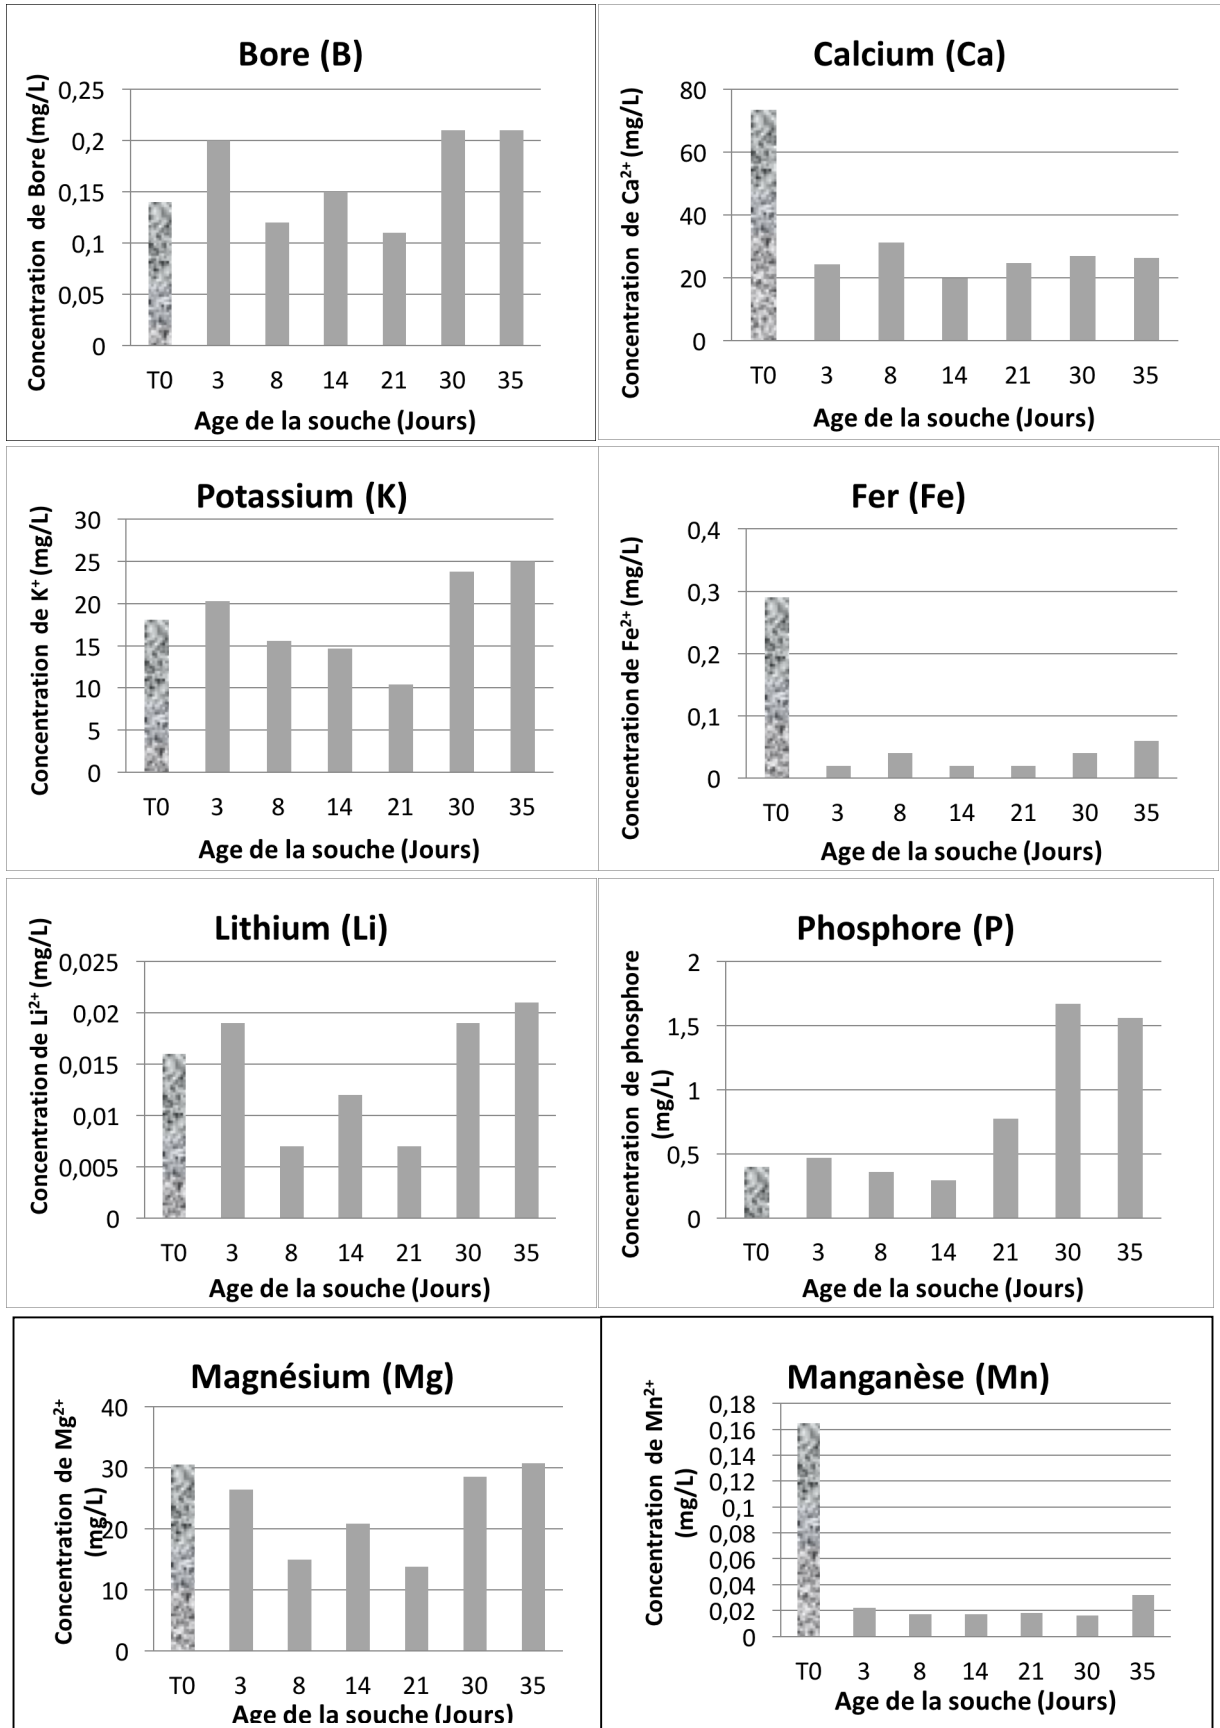 Bore (B)
Concentration de Bore (mg/L)
0,25
0,2
0,15
0,1
0,05
0
T0 3 8 14 21 30 35
Age de la souche (Jours)
Calcium (Ca)
Concentration de Ca²⁺ (mg/L)
80
60
40
20
0
T0 3 8 14 21 30 35
Age de la souche (Jours)
Potassium (K)
Concentration de K⁺ (mg/L)
30
25
20
15
10
5
0
T0 3 8 14 21 30 35
Age de la souche (Jours)
Fer (Fe)
Concentration de Fe²⁺ (mg/L)
0,4
0,3
0,2
0,1
0
T0 3 8 14 21 30 35
Age de la souche (Jours)
Lithium (Li)
Concentration de Li²⁺ (mg/L)
0,025
0,02
0,015
0,01
0,005
0
T0 3 8 14 21 30 35
Age de la souche (Jours)
Phosphore (P)
Concentration de phosphore
(mg/L)
2
1,5
1
0,5
0
T0 3 8 14 21 30 35
Age de la souche (Jours)
Magnésium (Mg)
Concentration de Mg²⁺
(mg/L)
40
30
20
10
0
T0 3 8 14 21 30 35
Age de la souche (Jours)
Manganèse (Mn)
Concentration de Mn²⁺
(mg/L)
0,18
0,16
0,14
0,12
0,1
0,08
0,06
0,04
0,02
0
T0 3 8 14 21 30 35
Age de la souche (Jours)